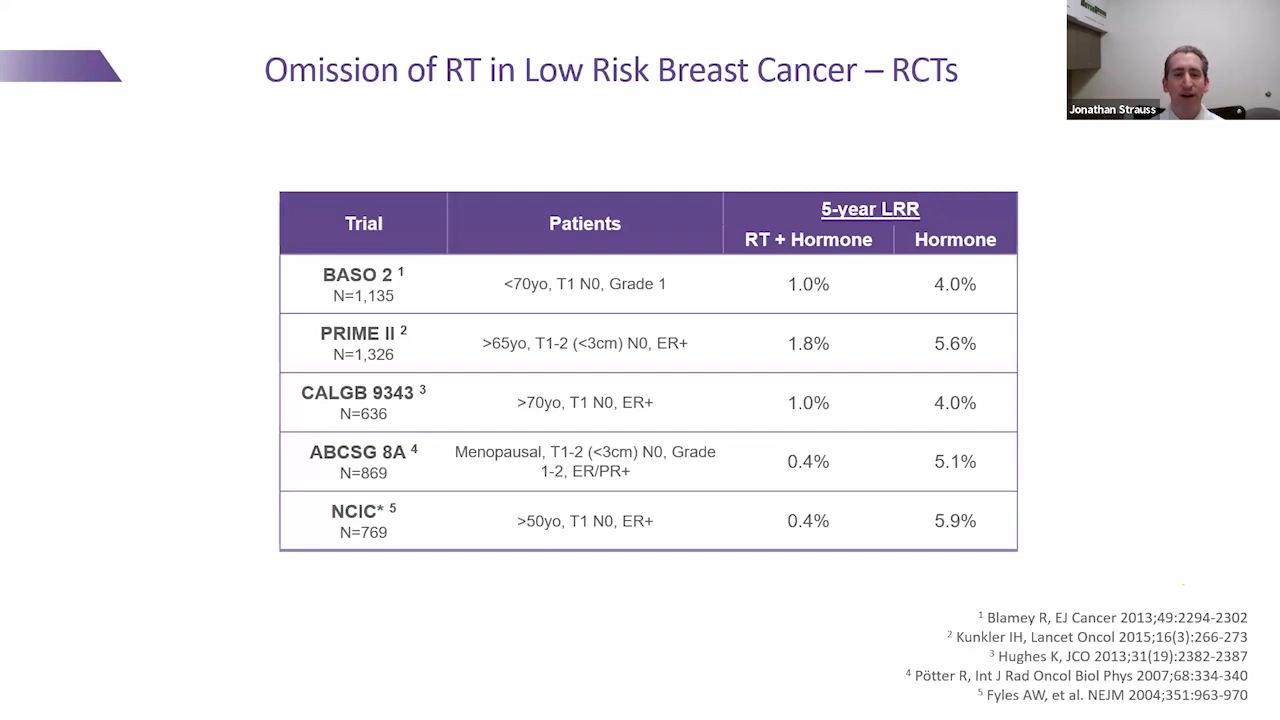 Omission of RT in Low Risk Breast Cancer – RCTs
Jonathan Strauss
Trial
Patients
5-year LRR
RT + Hormone
Hormone
BASO 2 ¹
N=1,135
<70yo, T1 N0, Grade 1
1.0%
4.0%
PRIME II ²
N=1,326
>65yo, T1-2 (<3cm) N0, ER+
1.8%
5.6%
CALGB 9343 ³
N=636
>70yo, T1 N0, ER+
1.0%
4.0%
ABCSG 8A ⁴
N=869
Menopausal, T1-2 (<3cm) N0, Grade
1-2, ER/PR+
0.4%
5.1%
NCIC* ⁵
N=769
>50yo, T1 N0, ER+
0.4%
5.9%
¹ Blamey R, EJ Cancer 2013;49:2294-2302
² Kunkler IH, Lancet Oncol 2015;16(3):266-273
³ Hughes K, JCO 2013;31(19):2382-2387
⁴ Pötter R, Int J Rad Oncol Biol Phys 2007;68:334-340
⁵ Fyles AW, et al. NEJM 2004;351:963-970